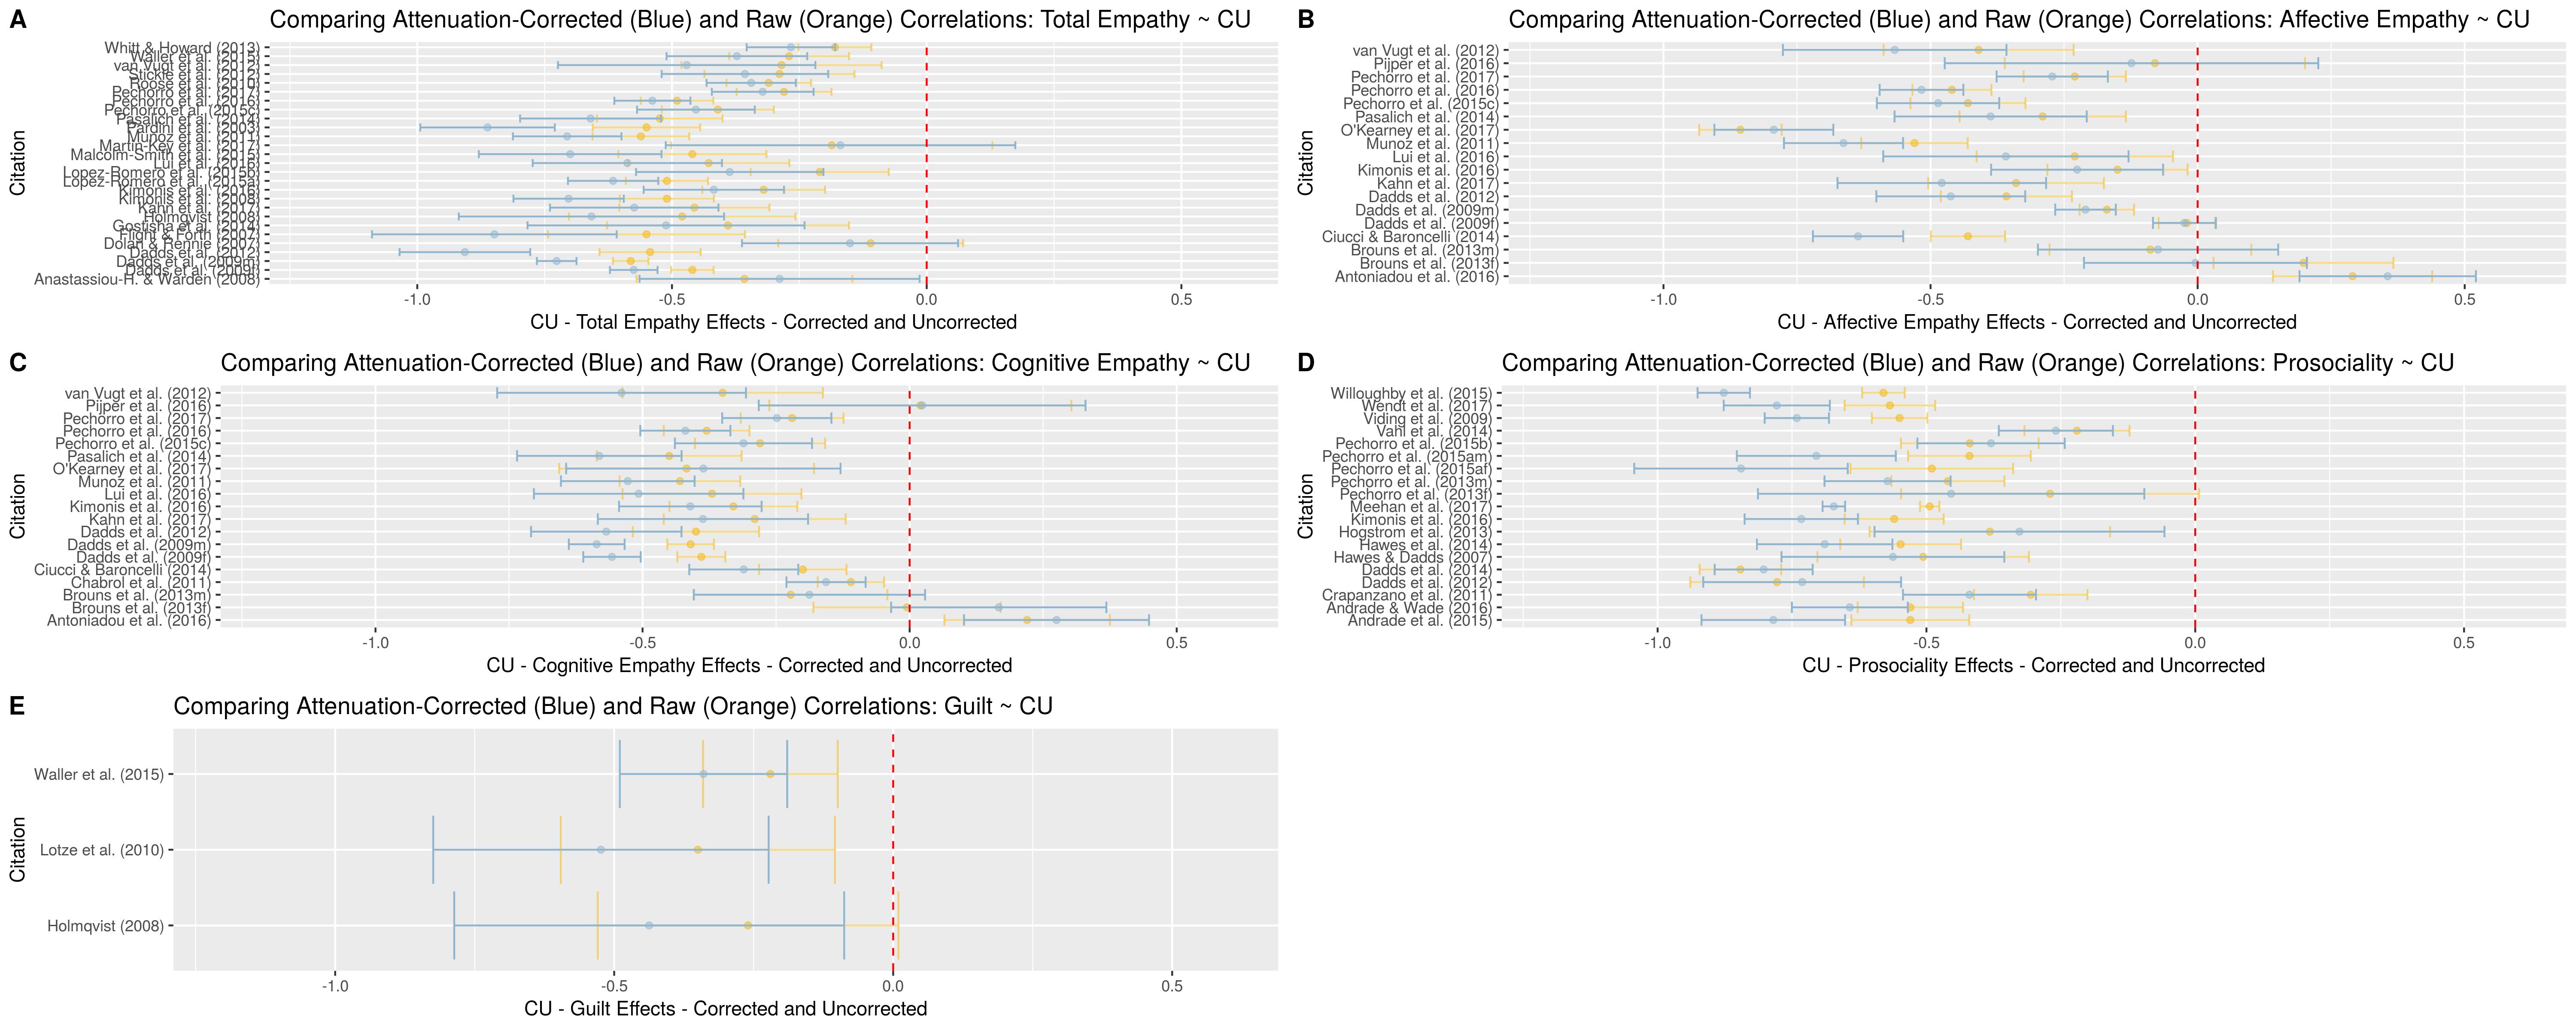 A
Comparing Attenuation-Corrected (Blue) and Raw (Orange) Correlations: Total Empathy ~ CU
Citation
Whitt & Howard (2013)
Waller et al. (2015)
van Vugt et al. (2012)
Stickle et al. (2012)
Roose et al. (2010)
Pechorro et al. (2017)
Pechorro et al. (2016)
Pechorro et al. (2015c)
Pasalich et al. (2014)
Pardini et al. (2003)
Munoz et al. (2011)
Martin-Key et al. (2017)
Malcolm-Smith et al. (2015)
Lui et al. (2016)
Lopez-Romero et al. (2015b)
Lopez-Romero et al. (2015a)
Kimonis et al. (2016)
Kimonis et al. (2008)
Kahn et al. (2017)
Holmqvist (2008)
Gostisha et al. (2014)
Flight & Forth (2007)
Dolan & Rennie (2007)
Dadds et al. (2012)
Dadds et al. (2009m)
Dadds et al. (2009f)
Anastassiou-H. & Warden (2008)
-1.0 -0.5 0.0 0.5
CU - Total Empathy Effects - Corrected and Uncorrected
B
Comparing Attenuation-Corrected (Blue) and Raw (Orange) Correlations: Affective Empathy ~ CU
Citation
van Vugt et al. (2012)
Pijper et al. (2016)
Pechorro et al. (2017)
Pechorro et al. (2016)
Pechorro et al. (2015c)
Pasalich et al. (2014)
O'Kearney et al. (2017)
Munoz et al. (2011)
Lui et al. (2016)
Kimonis et al. (2016)
Kahn et al. (2017)
Dadds et al. (2012)
Dadds et al. (2009m)
Dadds et al. (2009f)
Ciucci & Baroncelli (2014)
Brouns et al. (2013m)
Brouns et al. (2013f)
Antoniadou et al. (2016)
-1.0 -0.5 0.0 0.5
CU - Affective Empathy Effects - Corrected and Uncorrected
C
Comparing Attenuation-Corrected (Blue) and Raw (Orange) Correlations: Cognitive Empathy ~ CU
Citation
van Vugt et al. (2012)
Pijper et al. (2016)
Pechorro et al. (2017)
Pechorro et al. (2016)
Pechorro et al. (2015c)
Pasalich et al. (2014)
O'Kearney et al. (2017)
Munoz et al. (2011)
Lui et al. (2016)
Kimonis et al. (2016)
Kahn et al. (2017)
Dadds et al. (2012)
Dadds et al. (2009m)
Dadds et al. (2009f)
Ciucci & Baroncelli (2014)
Chabrol et al. (2011)
Brouns et al. (2013m)
Brouns et al. (2013f)
Antoniadou et al. (2016)
-1.0 -0.5 0.0 0.5
CU - Cognitive Empathy Effects - Corrected and Uncorrected
D
Comparing Attenuation-Corrected (Blue) and Raw (Orange) Correlations: Prosociality ~ CU
Citation
Willoughby et al. (2015)
Wendt et al. (2017)
Viding et al. (2009)
Vahl et al. (2014)
Pechorro et al. (2015b)
Pechorro et al. (2015am)
Pechorro et al. (2015af)
Pechorro et al. (2013m)
Pechorro et al. (2013f)
Meehan et al. (2017)
Kimonis et al. (2016)
Hogstrom et al. (2013)
Hawes et al. (2014)
Hawes & Dadds (2007)
Dadds et al. (2014)
Dadds et al. (2012)
Crapanzano et al. (2011)
Andrade & Wade (2016)
Andrade et al. (2015)
-1.0 -0.5 0.0 0.5
CU - Prosociality Effects - Corrected and Uncorrected
E
Comparing Attenuation-Corrected (Blue) and Raw (Orange) Correlations: Guilt ~ CU
Citation
Waller et al. (2015)
Lotze et al. (2010)
Holmqvist (2008)
-1.0 -0.5 0.0 0.5
CU - Guilt Effects - Corrected and Uncorrected